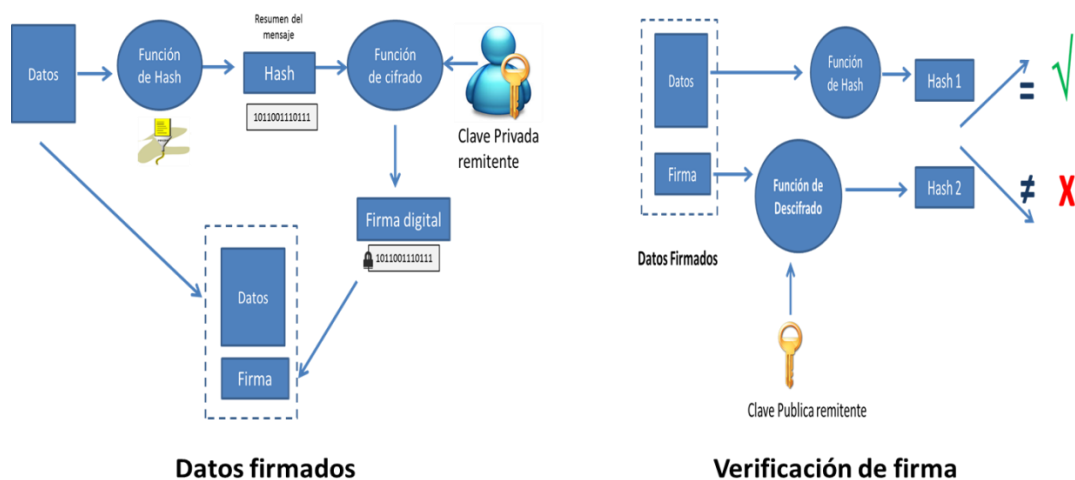 Datos
Función
de Hash
Resumen del
mensaje
Hash
1011001110111
Función
de cifrado
Clave Privada
remitente
Firma digital
1011001110111
Datos
Firma
Datos firmados
Datos
Firma
Datos Firmados
Función
de Hash
Hash 1
Función de
Descifrado
Hash 2
=
≠
X
Clave Publica remitente
Verificación de firma